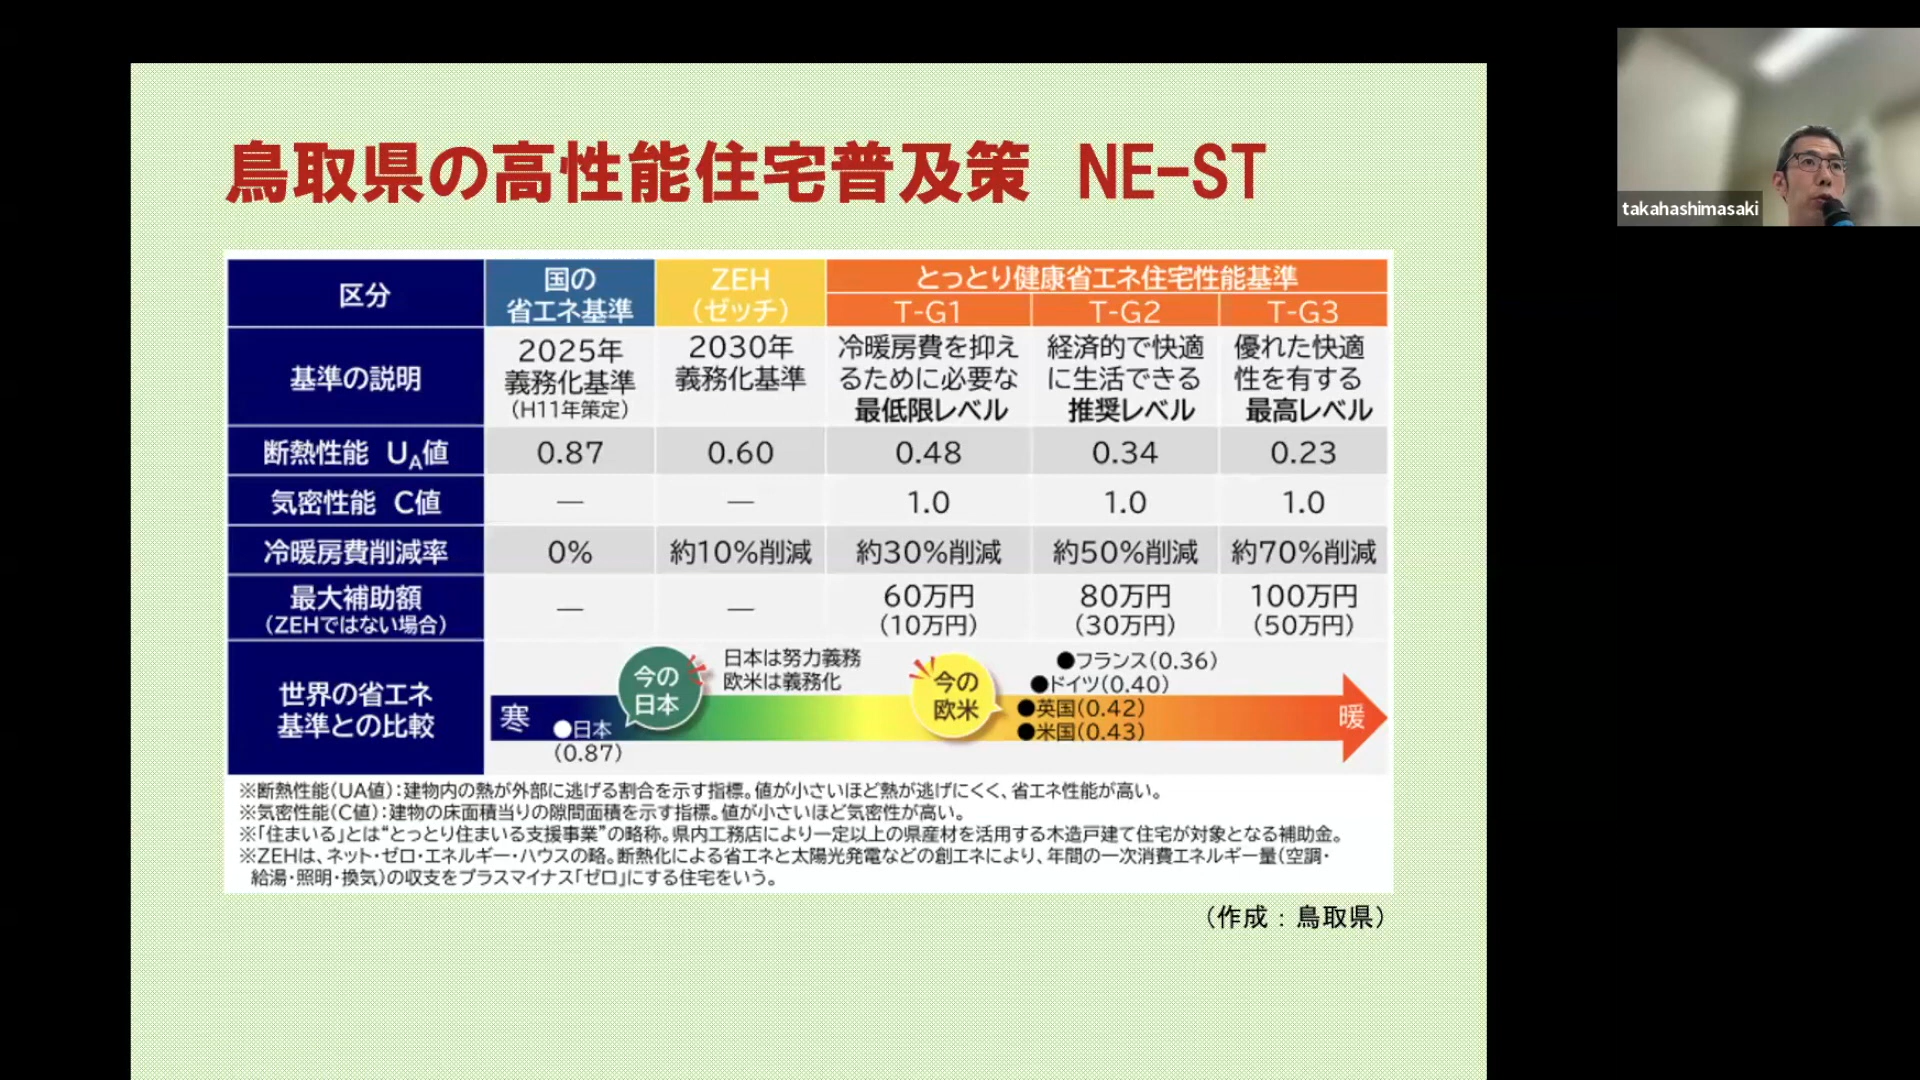 鳥取県の高性能住宅普及策 NE-ST
takahashimasaki
区分
国の
省エネ基準
ZEH
(ゼッチ)
とっとり健康省エネ住宅性能基準
T-G1
T-G2
T-G3
基準の説明
2025年
義務化基準
(H11年策定)
2030年
義務化基準
冷暖房費を抑え
るために必要な
最低限レベル
経済的で快適
に生活できる
推奨レベル
優れた快適
性を有する
最高レベル
断熱性能 UA値
0.87
0.60
0.48
0.34
0.23
気密性能 C値
—
—
1.0
1.0
1.0
冷暖房費削減率
0%
約10%削減
約30%削減
約50%削減
約70%削減
最大補助額
(ZEHではない場合)
—
—
60万円
(10万円)
80万円
(30万円)
100万円
(50万円)
世界の省エネ
基準との比較
寒
●日本
(0.87)
今の
日本
日本は努力義務
欧米は義務化
今の
欧米
●フランス(0.36)
●ドイツ(0.40)
●英国(0.42)
●米国(0.43)
暖
※断熱性能(UA値):建物内の熱が外部に逃げる割合を示す指標。値が小さいほど熱が逃げにくく、省エネ性能が高い。
※気密性能(C値):建物の床面積当りの隙間面積を示す指標。値が小さいほど気密性が高い。
※「住まいる」とは“とっとり住まいる支援事業”の略称。県内工務店により一定以上の県産材を活用する木造戸建て住宅が対象となる補助金。
※ZEHは、ネット・ゼロ・エネルギー・ハウスの略。断熱化による省エネと太陽光発電などの創エネにより、年間の一次消費エネルギー量(空調・
給湯・照明・換気)の収支をプラスマイナス「ゼロ」にする住宅をいう。
(作成:鳥取県)